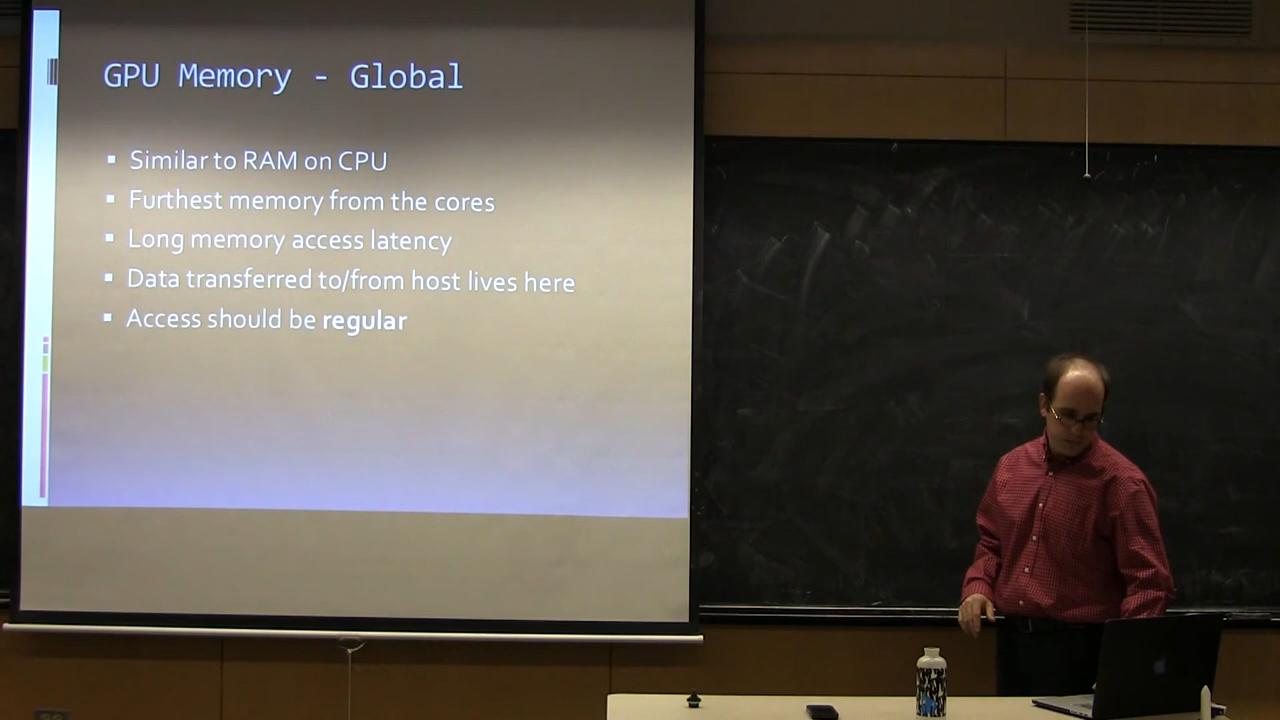 GPU Memory - Global
▪ Similar to RAM on CPU
▪ Furthest memory from the cores
▪ Long memory access latency
▪ Data transferred to/from host lives here
▪ Access should be regular